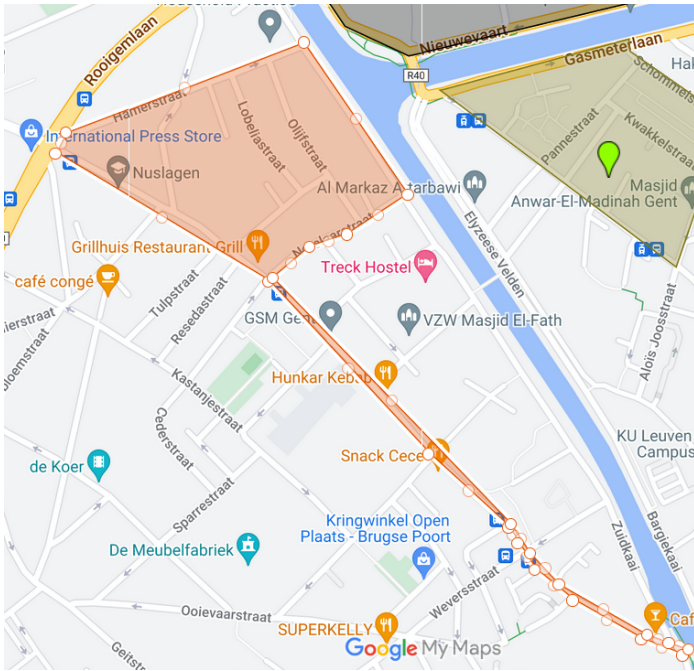 Rooigemlaan
Nieuwevaart
Gasmeterlaan
R40
Hamerstraat
International Press Store
Lobeliastraat
Olijfstraat
Pannestraat
Kwakkelstraat
Nuslagen
Al Markaz Attarbawi
Masjid
Anwar-El-Madinah Gent
Elyzeese Velden
Grillhuis Restaurant Grill
Treck Hostel
café congé
Tulpstraat
Resedastraat
GSM Gent
VZW Masjid El-Fath
Aloïs Joosstraat
Kastanjestraat
Hunkar Kebab
Cederstraat
KU Leuven
Campus
Snack Cece
de Koer
Sparrestraat
Kringwinkel Open
Plaats - Brugse Poort
Zuidkaai
Bargiekaai
De Meubelfabriek
Weversstraat
Ooievaarstraat
SUPERKELLY
Google My Maps